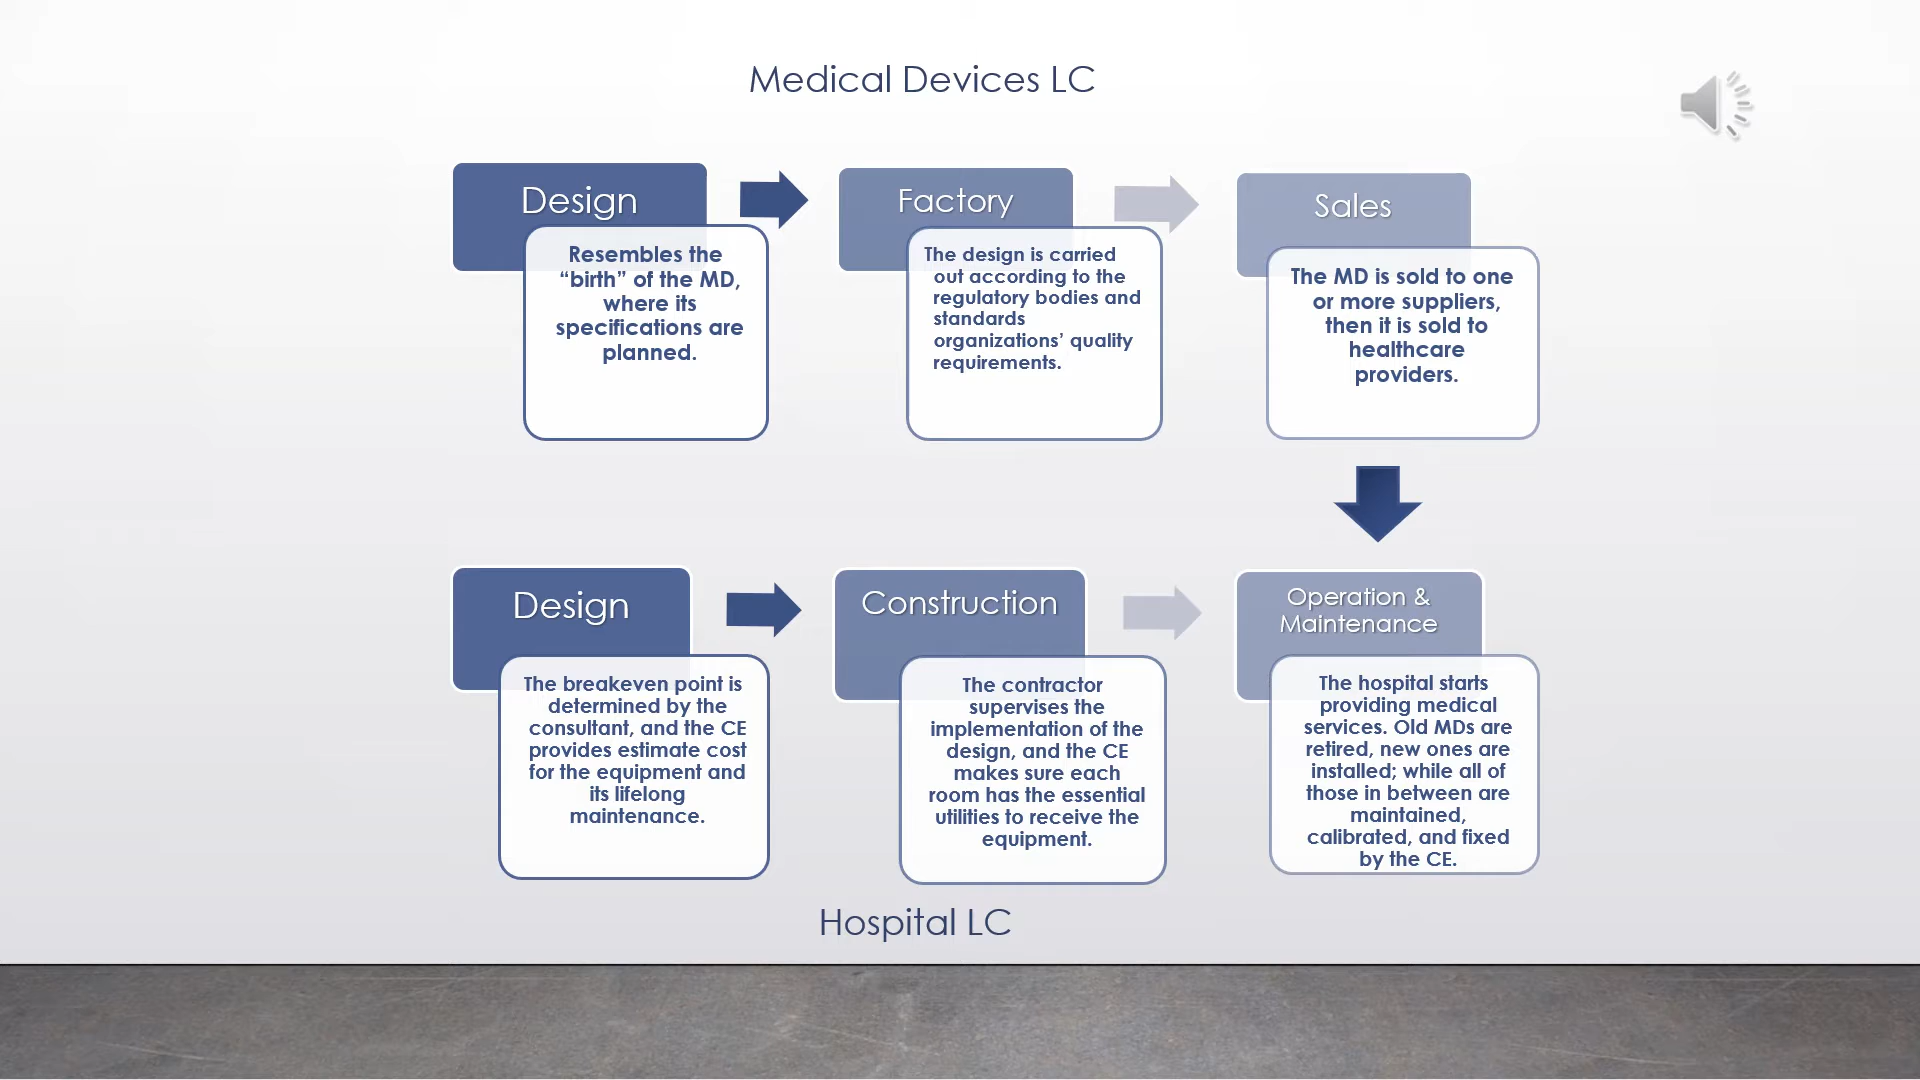 Medical Devices LC
Design
Resembles the
“birth” of the MD,
where its
specifications are
planned.
Factory
The design is carried
out according to the
regulatory bodies and
standards
organizations’ quality
requirements.
Sales
The MD is sold to one
or more suppliers,
then it is sold to
healthcare
providers.
Design
The breakeven point is
determined by the
consultant, and the CE
provides estimate cost
for the equipment and
its lifelong
maintenance.
Construction
The contractor
supervises the
implementation of the
design, and the CE
makes sure each
room has the essential
utilities to receive the
equipment.
Operation &
Maintenance
The hospital starts
providing medical
services. Old MDs are
retired, new ones are
installed; while all of
those in between are
maintained,
calibrated, and fixed
by the CE.
Hospital LC